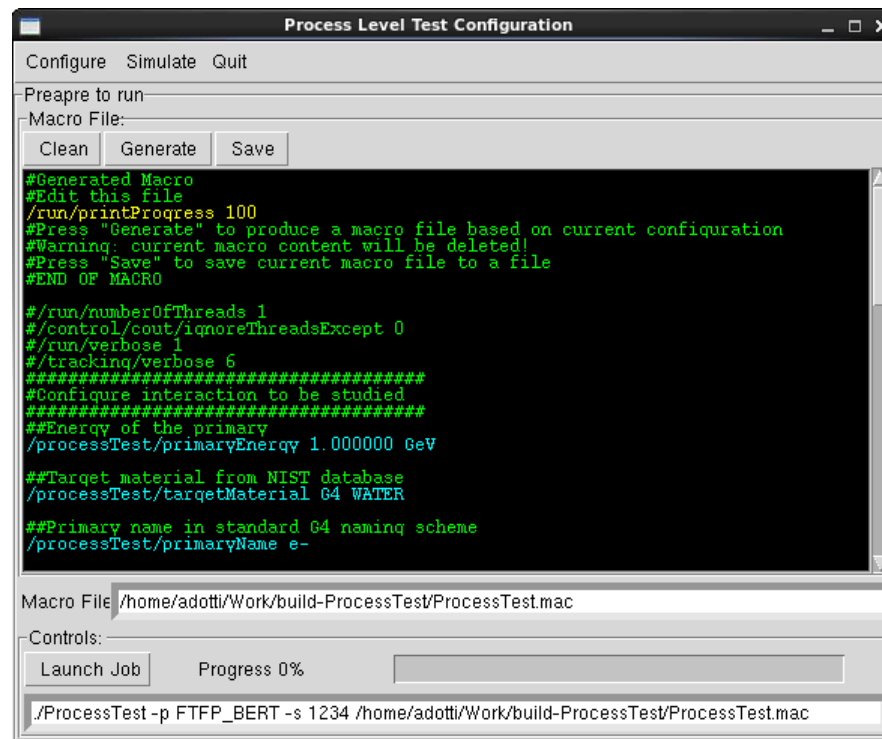 Process Level Test Configuration
Configure Simulate Quit
Preapre to run
Macro File:
Clean Generate Save
#Generated Macro
#Edit this file
/run/printProgress 100
#Press "Generate" to produce a macro file based on current configuration
#Warning: current macro content will be deleted!
#Press "Save" to save current macro file to a file
#END OF MACRO
#/run/numberOfThreads 1
#/control/cout/ignoreThreadsExcept 0
#/run/verbose 1
#/tracking/verbose 6
######################################
#Configure interaction to be studied
######################################
##Energy of the primary
/processTest/primaryEnergy 1.000000 GeV
##Target material from NIST database
/processTest/targetMaterial G4_WATER
##Primary name in standard G4 naming scheme
/processTest/primaryName e-
Macro File /home/adotti/Work/build-ProcessTest/ProcessTest.mac
Controls:
Launch Job Progress 0%
./ProcessTest -p FTFP_BERT -s 1234 /home/adotti/Work/build-ProcessTest/ProcessTest.mac